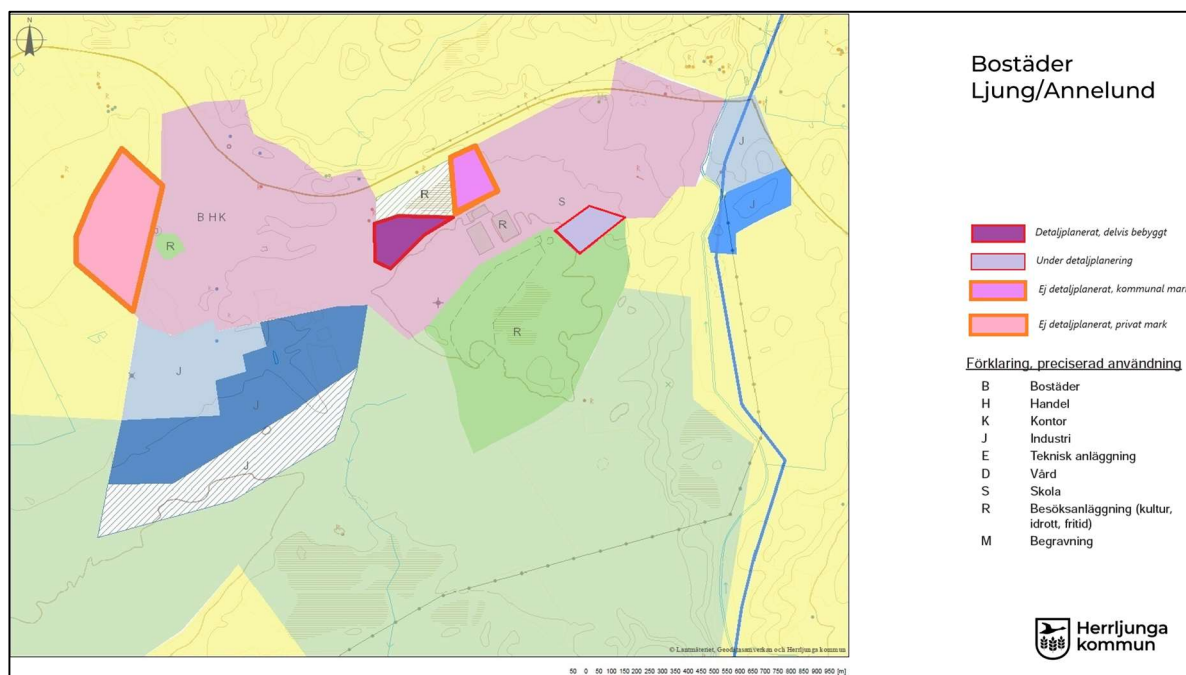 Bostäder
Ljung/Annelund
N
J
J
R
S
R
B H K
R
R
J
J
J
Detaljplanerat, delvis bebyggt
Under detaljplanering
Ej detaljplanerat, kommunal mark
Ej detaljplanerat, privat mark
Förklaring, preciserad användning
B Bostäder
H Handel
K Kontor
J Industri
E Teknisk anläggning
D Vård
S Skola
R Besöksanläggning (kultur,
idrott, fritid)
M Begravning
Herrljunga
kommun
© Lantmäteriet, Geodatasamverkan och Herrljunga kommun
50 0 50 100 150 200 250 300 350 400 450 500 550 600 650 700 750 800 850 900 950 [m]